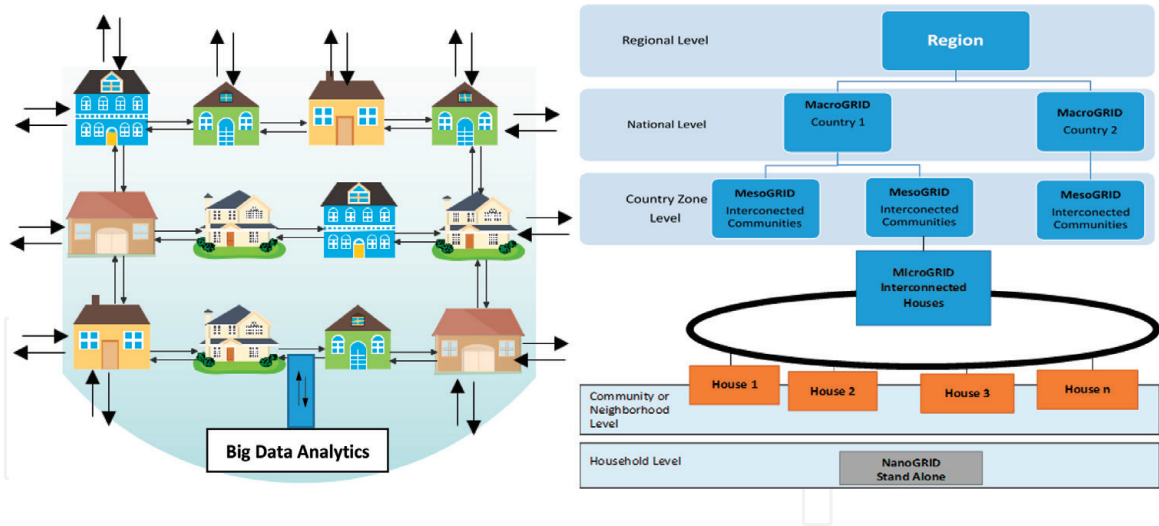 Big Data Analytics
Regional Level
Region
National Level
MacroGRID
Country 1
MacroGRID
Country 2
Country Zone
Level
MesoGRID
Interconected
Communities
MesoGRID
Interconected
Communities
MesoGRID
Interconected
Communities
MicroGRID
Interconnected
Houses
House 1
House 2
House 3
House n
Community or
Neighborhood
Level
Household Level
NanoGRID
Stand Alone